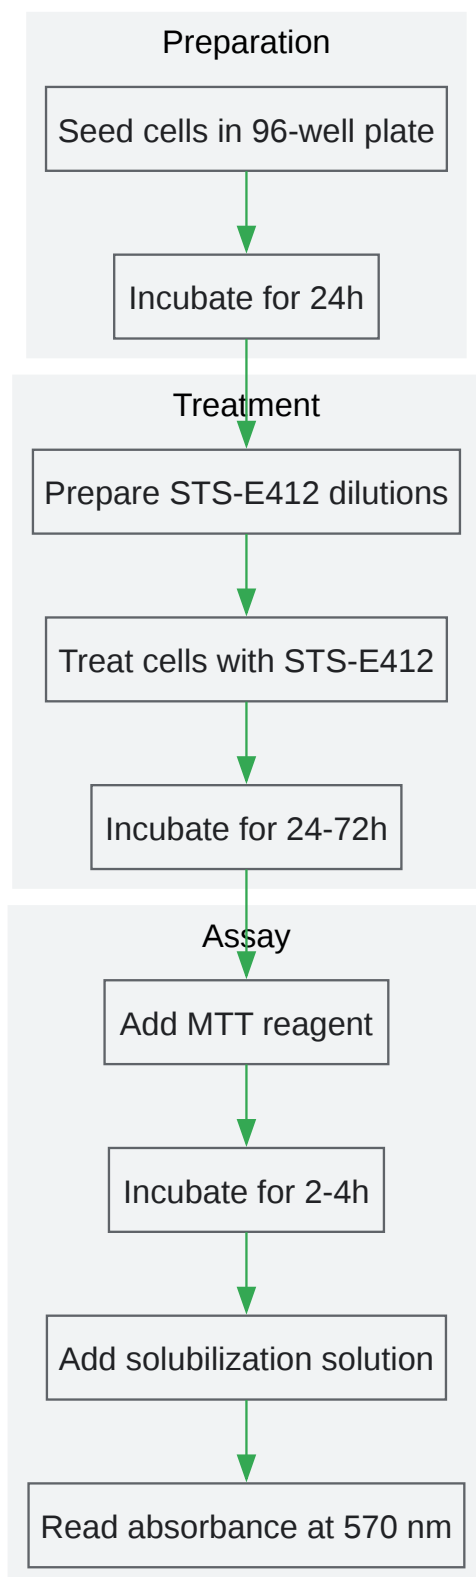 Preparation
Seed cells in 96-well plate
Incubate for 24h
Treatment
Prepare STS-E412 dilutions
Treat cells with STS-E412
Incubate for 24-72h
Assay
Add MTT reagent
Incubate for 2-4h
Add solubilization solution
Read absorbance at 570 nm